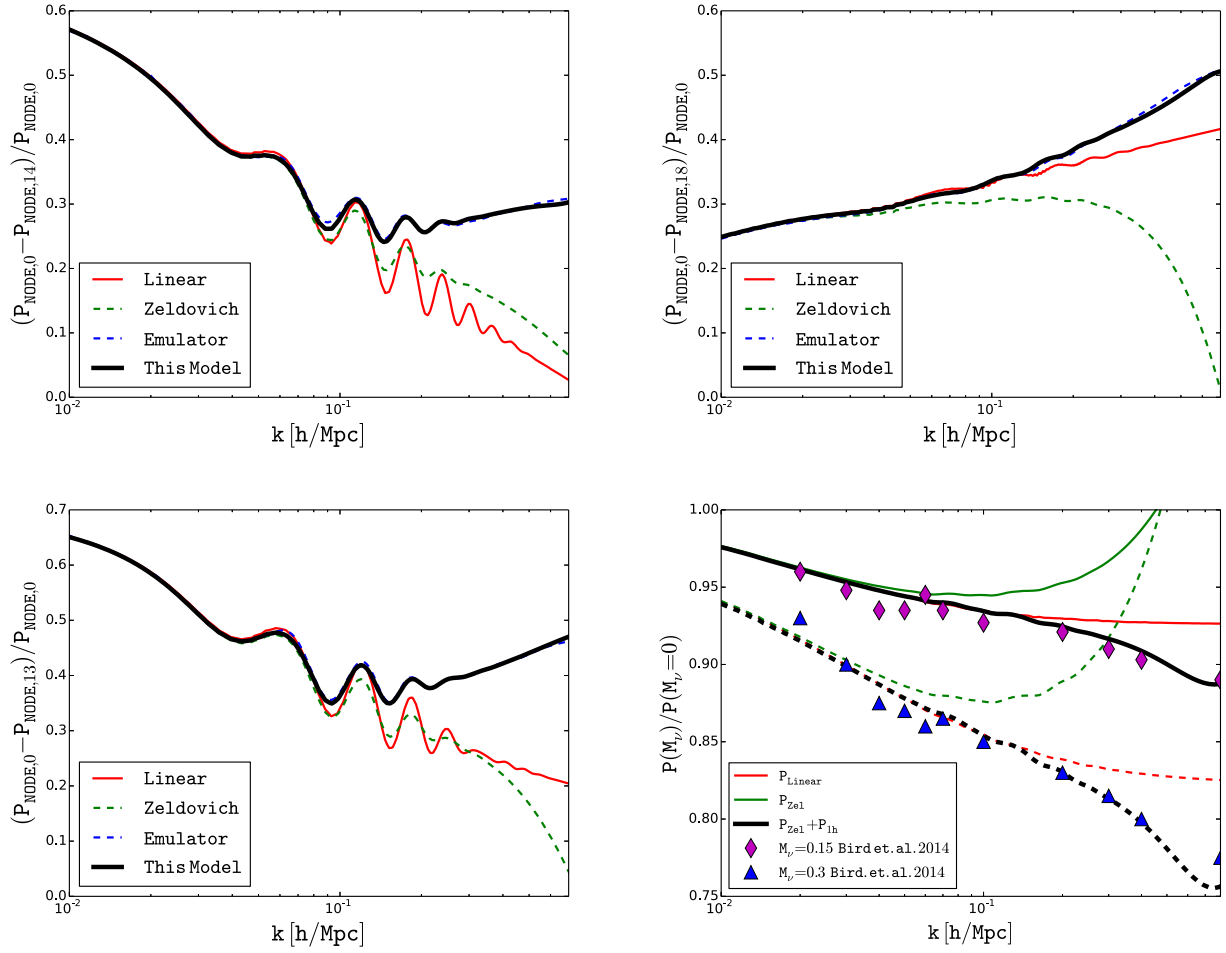 0.6
0.5
0.4
0.3
0.2
0.1
0.0
(P_NODE,0 − P_NODE,14)/P_NODE,0
Linear
Zeldovich
Emulator
This Model
10^-2
10^-1
k [h/Mpc]
0.6
0.5
0.4
0.3
0.2
0.1
0.0
(P_NODE,0 − P_NODE,18)/P_NODE,0
Linear
Zeldovich
Emulator
This Model
10^-2
10^-1
k [h/Mpc]
0.7
0.6
0.5
0.4
0.3
0.2
0.1
0.0
(P_NODE,0 − P_NODE,13)/P_NODE,0
Linear
Zeldovich
Emulator
This Model
10^-2
10^-1
k [h/Mpc]
1.00
0.95
0.90
0.85
0.80
0.75
P(M_ν)/P(M_ν=0)
P_Linear
P_Zel
P_Zel+P_1h
M_ν=0.15 Bird.et.al.2014
M_ν=0.3 Bird.et.al.2014
10^-2
10^-1
k [h/Mpc]